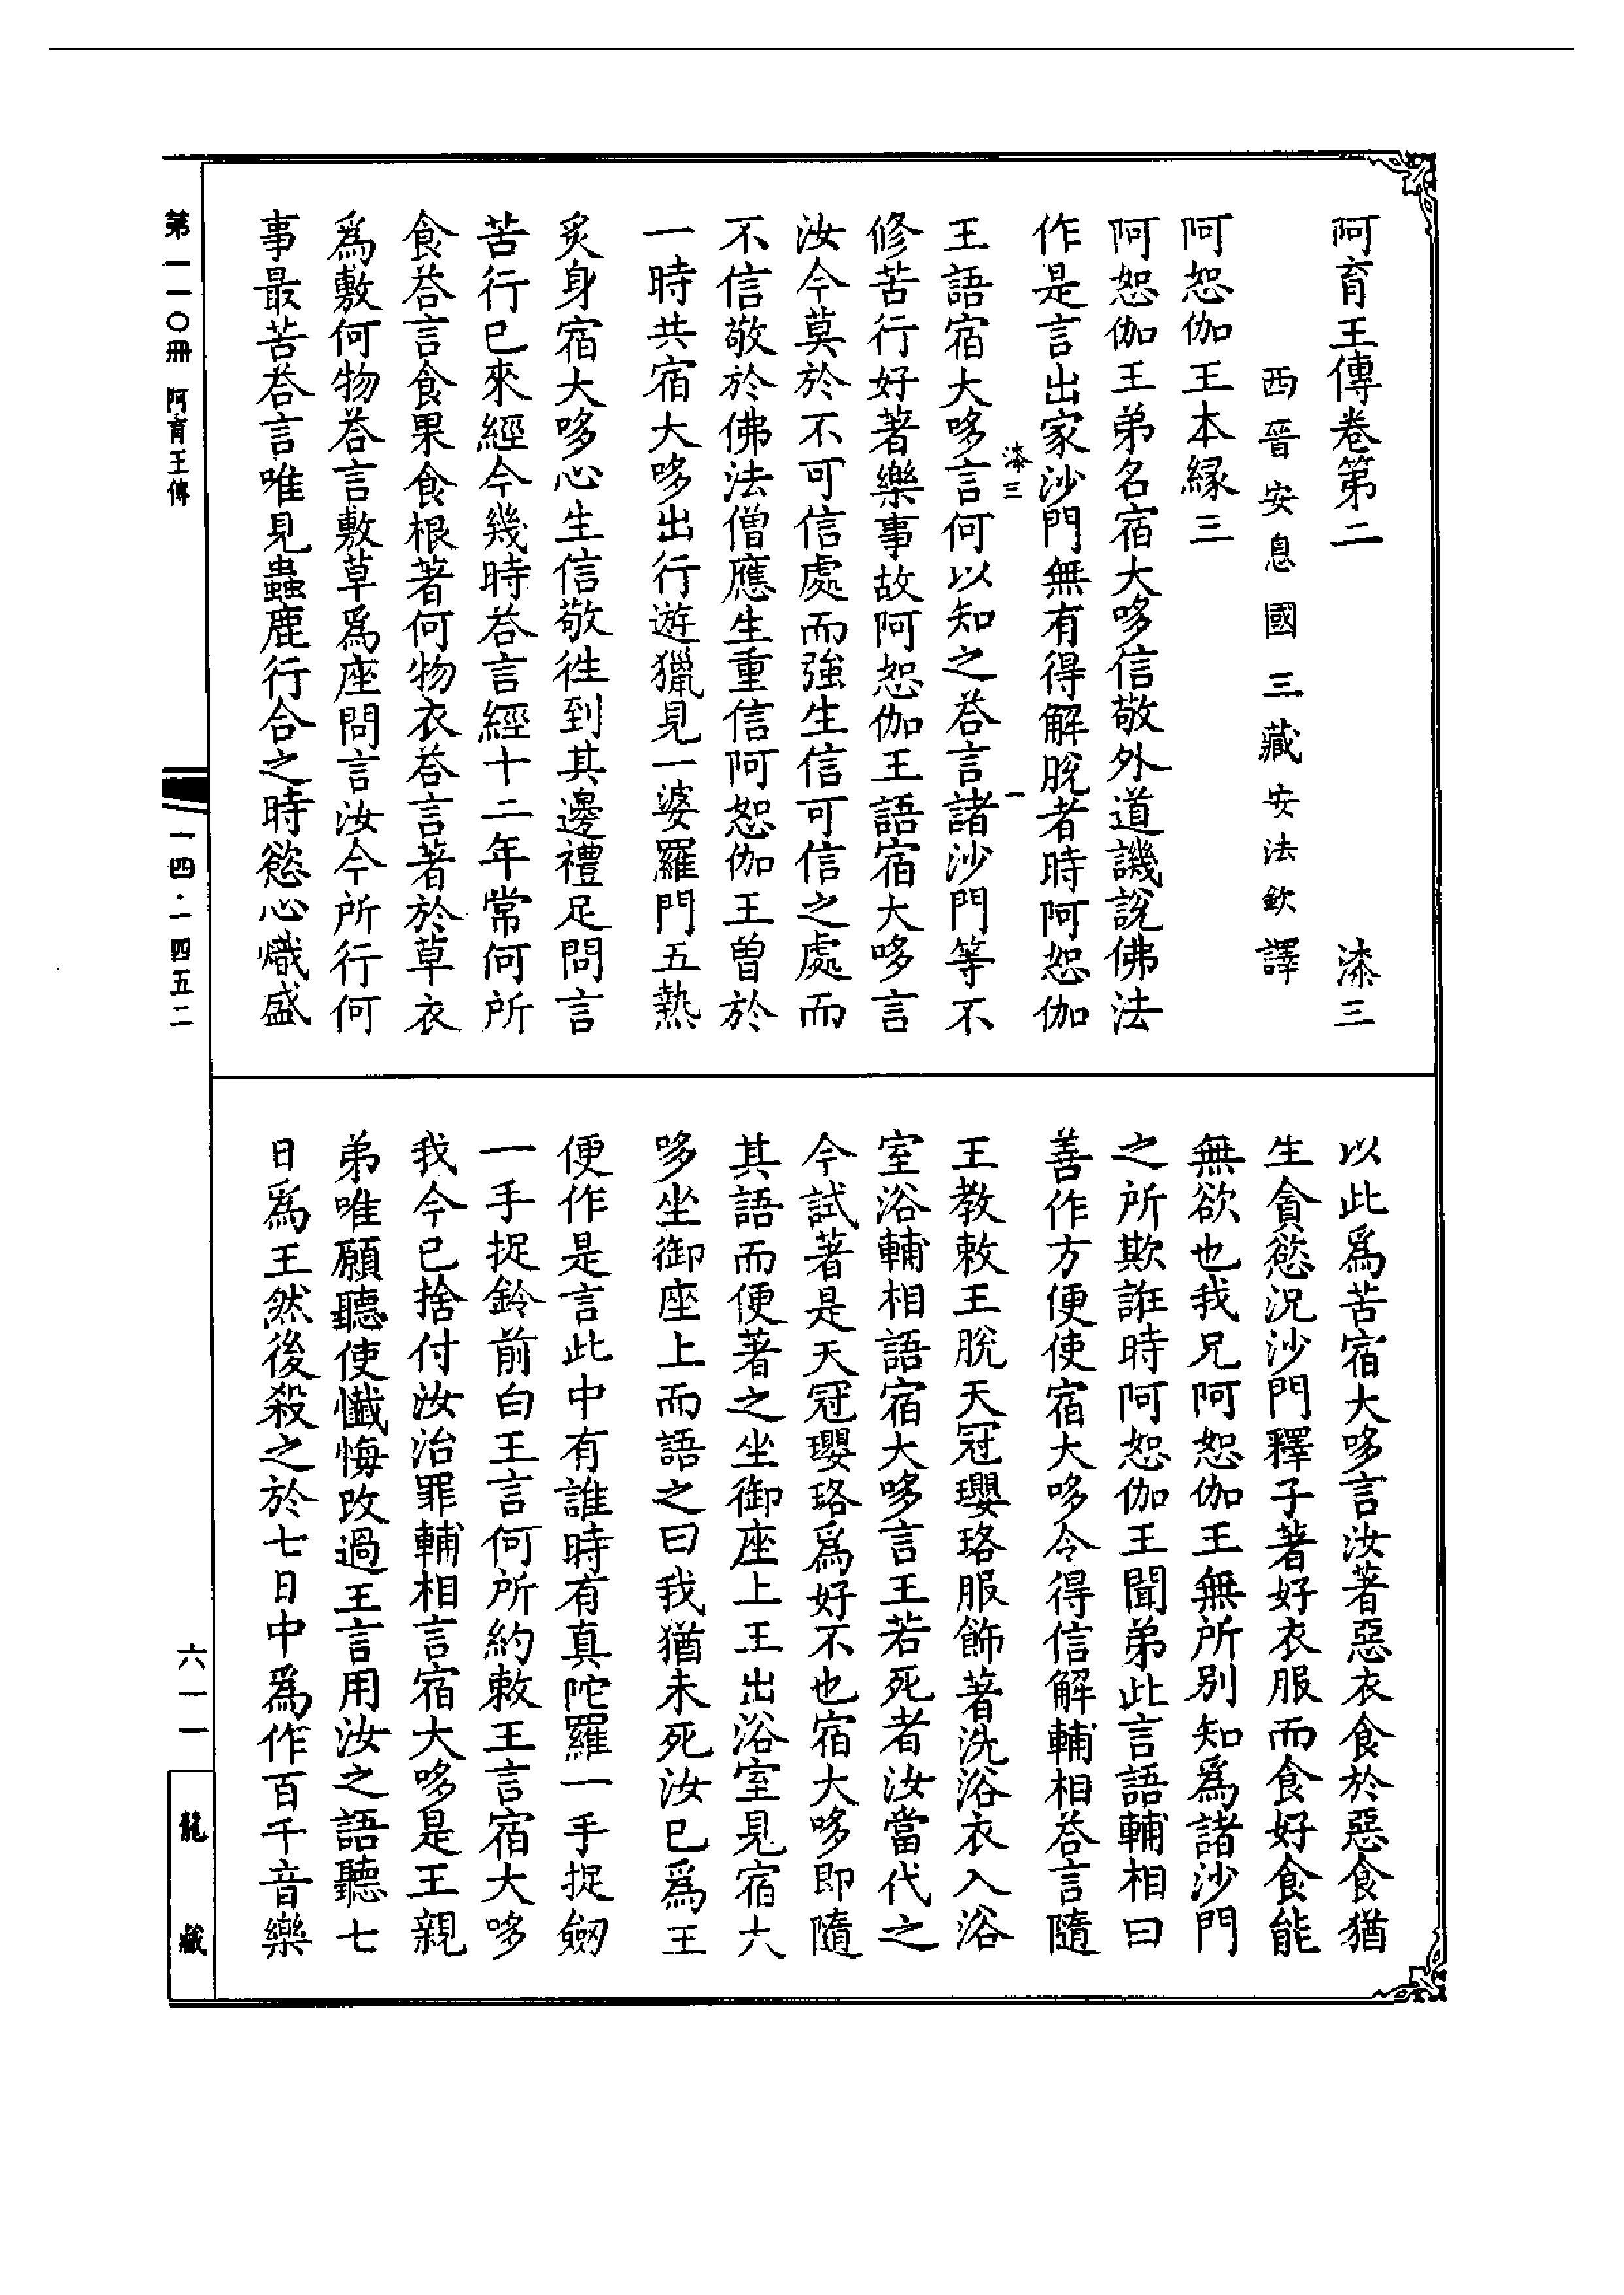 阿育王傳卷第二　漆三
西晉安息國三藏安法欽譯
阿恕伽王本緣三
阿恕伽王弟名宿大哆信敬外道譏說佛法
作是言出家沙門無有得解脫者時阿恕伽
漆三　一
王語宿大哆言何以知之荅言諸沙門等不
修苦行好著樂事故阿恕伽王語宿大哆言
汝今莫於不可信處而強生信可信之處而
不信敬於佛法僧應生重信阿恕伽王曾於
一時共宿大哆出行遊獵見一婆羅門五熱
炙身宿大哆心生信敬徃到其邊禮足問言
苦行已來經今幾時荅言經十二年常何所
食荅言食果食根著何物衣荅言著於草衣
爲敷何物荅言敷草爲座問言汝今所行何
事最苦荅言唯見蟲鹿行合之時慾心熾盛
以此爲苦宿大哆言汝著惡衣食於惡食猶
生貪慾況沙門釋子著好衣服而食好食能
無欲也我兄阿恕伽王無所別知爲諸沙門
之所欺誑時阿恕伽王聞弟此言語輔相曰
善作方便使宿大哆令得信解輔相荅言隨
王教敕王脫天冠瓔珞服飾著洗浴衣入浴
室浴輔相語宿大哆言王若死者汝當代之
今試著是天冠瓔珞爲好不也宿大哆即隨
其語而便著之坐御座上王出浴室見宿大
哆坐御座上而語之曰我猶未死汝已爲王
便作是言此中有誰時有真陀羅一手捉劒
一手捉鈴前白王言何所約敕王言宿大哆
我今已捨付汝治罪輔相言宿大哆是王親
弟唯願聽使懺悔改過王言用汝之語聽七
日爲王然後殺之於七日中爲作百千音樂
第一一〇冊　阿育王傳
一四・一四五二
六一一
龍藏